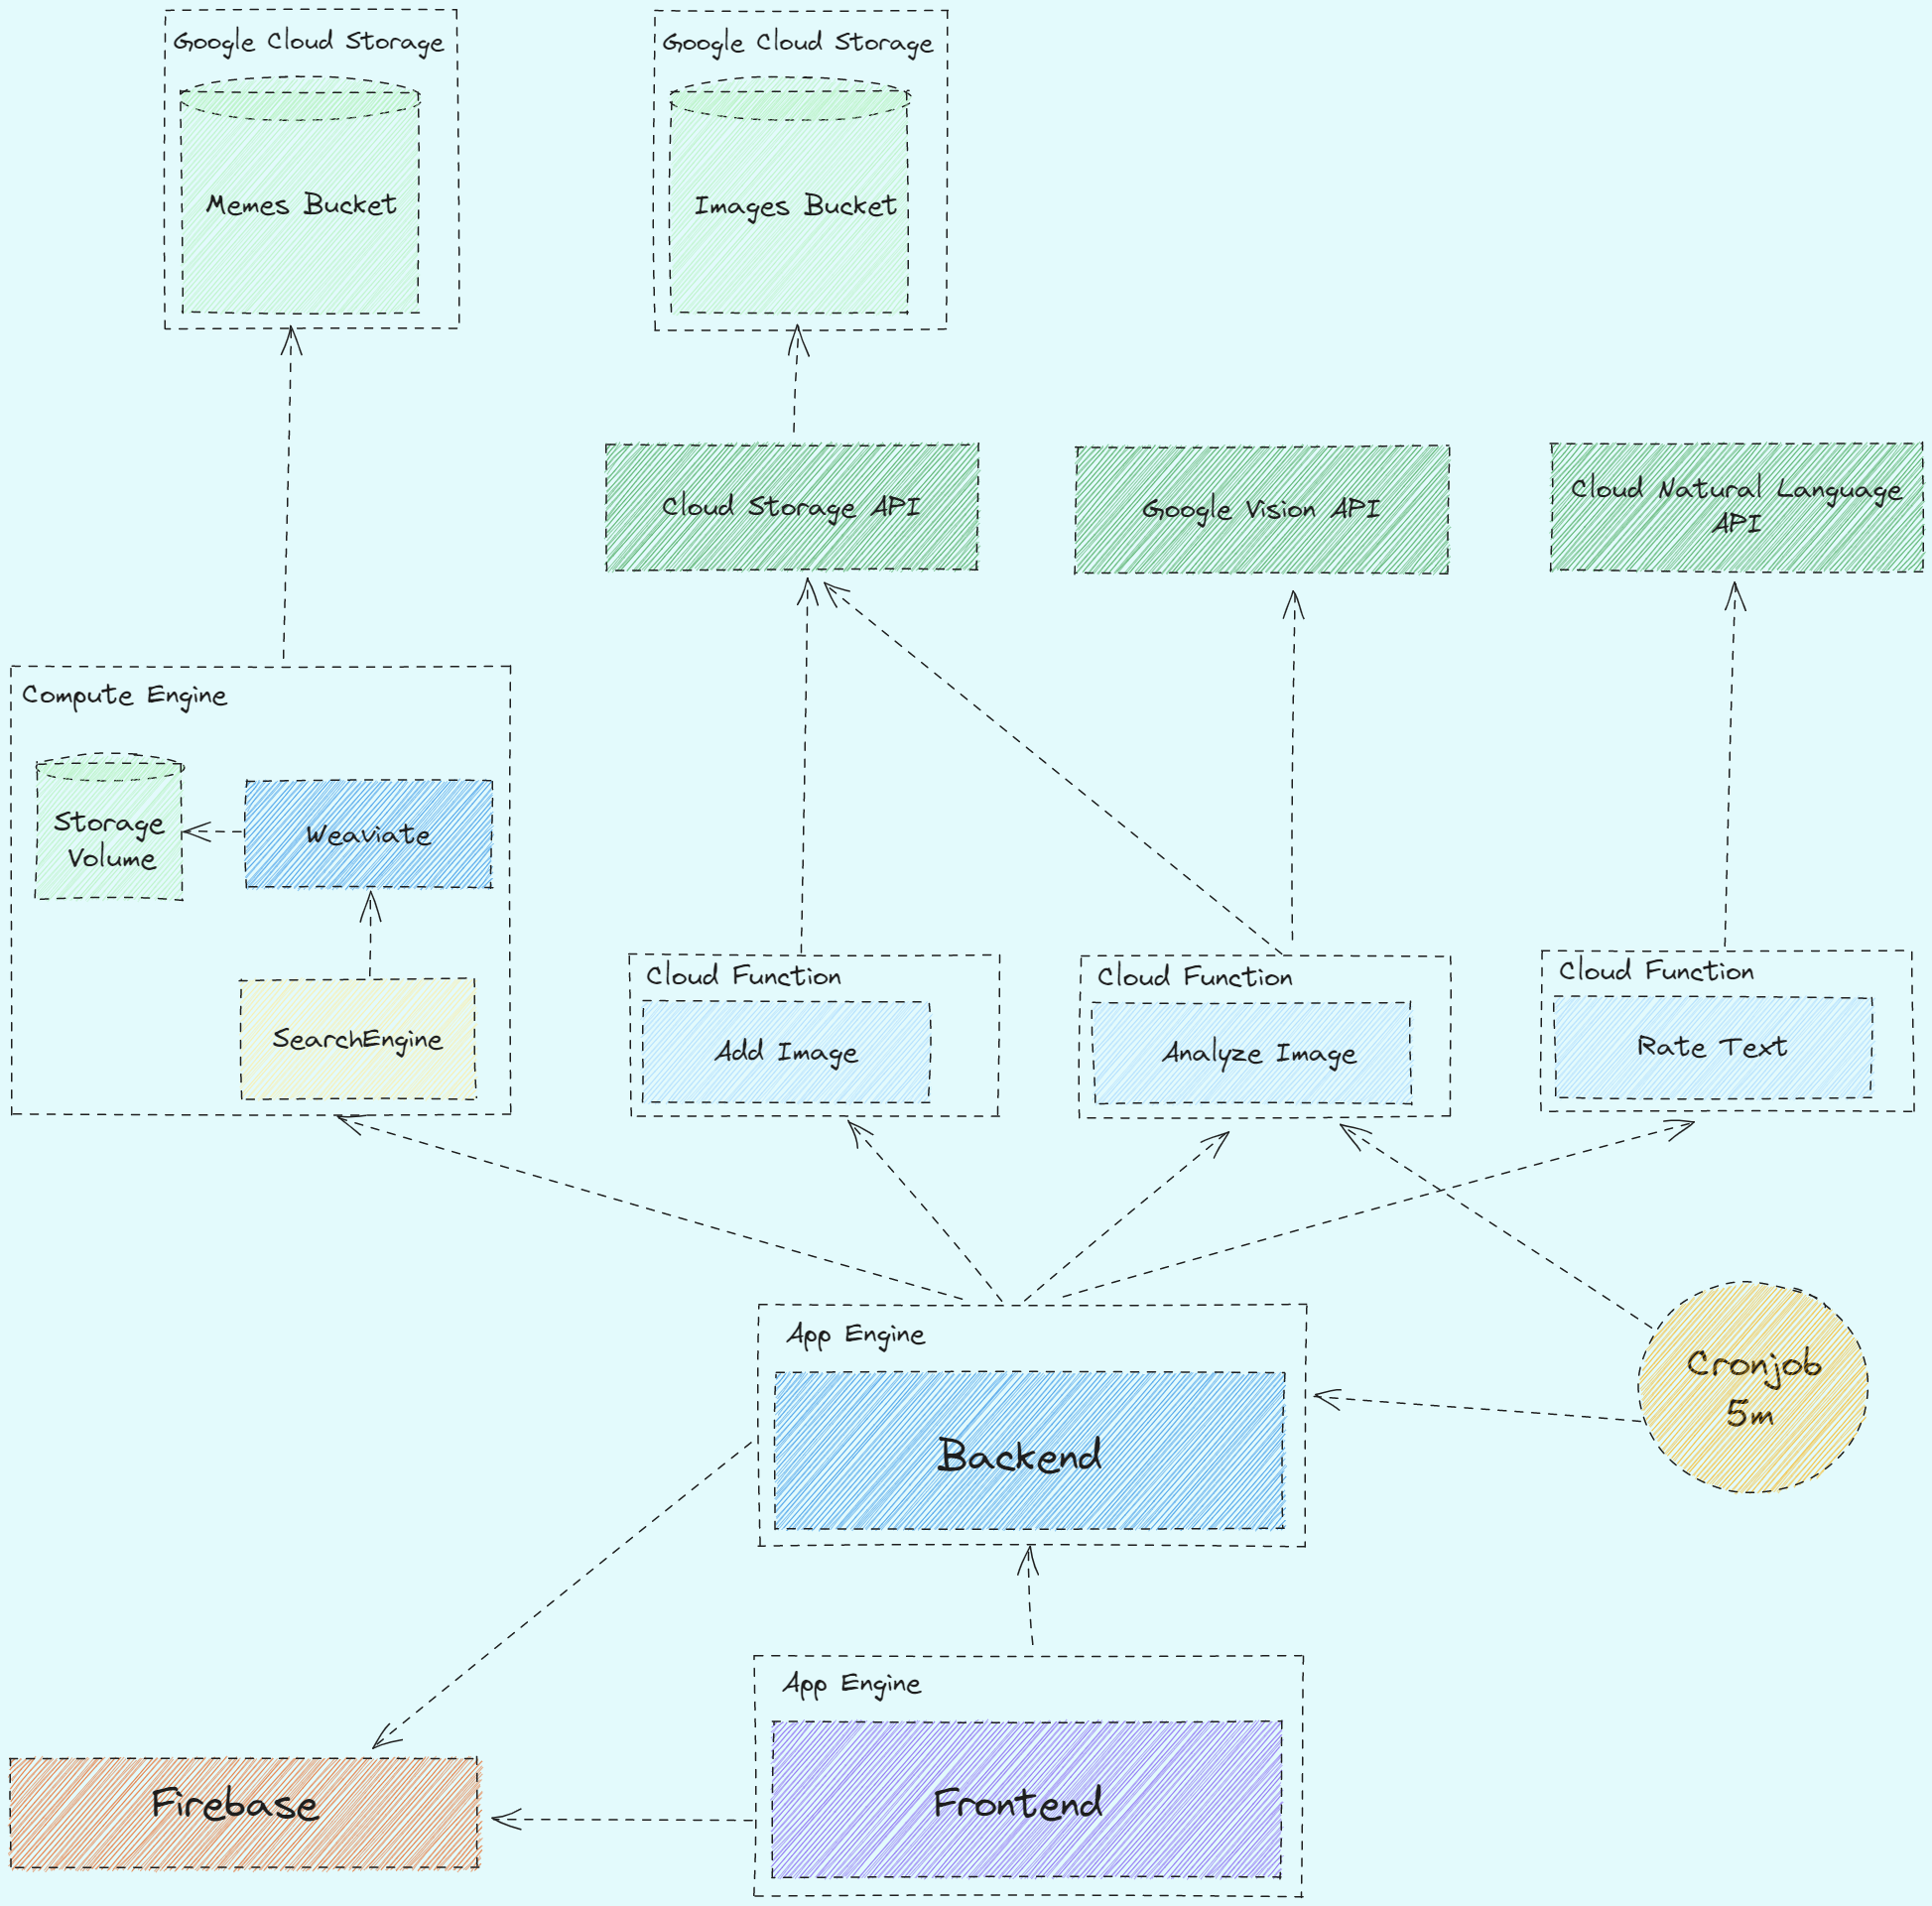 Google Cloud Storage
Memes Bucket
Google Cloud Storage
Images Bucket
Cloud Storage API
Google Vision API
Cloud Natural Language
API
Compute Engine
Storage
Volume
Weaviate
SearchEngine
Cloud Function
Add Image
Cloud Function
Analyze Image
Cloud Function
Rate Text
App Engine
Backend
Cronjob
5m
App Engine
Frontend
Firebase